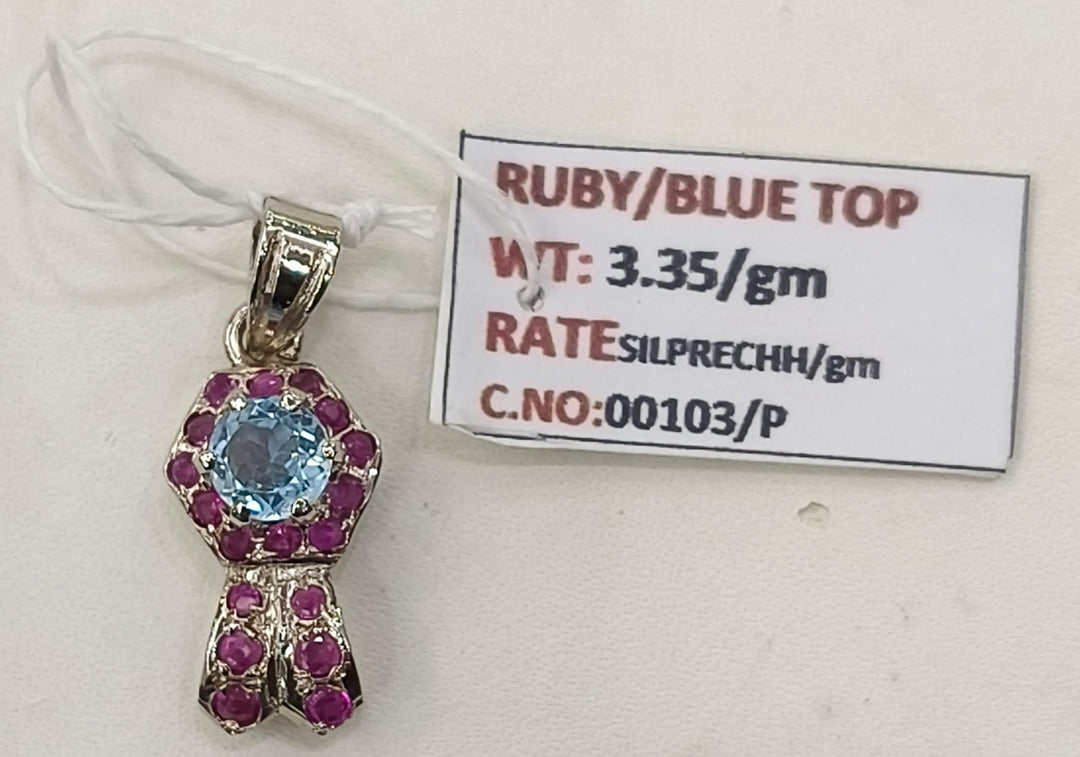 RUBY/BLUE TOP
WT: 3.35/gm
RATESILPRECHH/gm
C.NO:00103/P